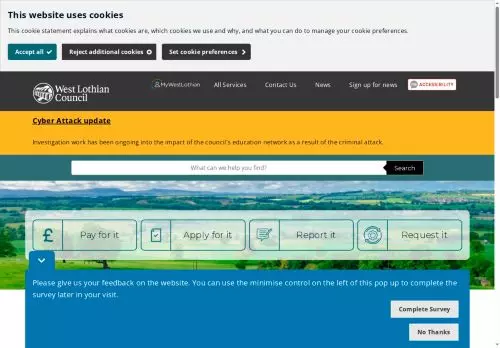 This website uses cookies
This cookie statement explains what cookies are, which cookies we use and why, and what you can do to manage your cookie preferences.
Accept all
Reject additional cookies
Set cookie preferences
West Lothian
Council
MyWestLothian
All Services
Contact Us
News
Sign up for news
ACCESSIBILITY
Cyber Attack update
Investigation work has been ongoing into the impact of the council's education network as a result of the criminal attack.
What can we help you find?
Search
£ Pay for it
Apply for it
Report it
Request it
Please give us your feedback on the website. You can use the minimise control on the left of this pop up to complete the
survey later in your visit.
Complete Survey
No Thanks